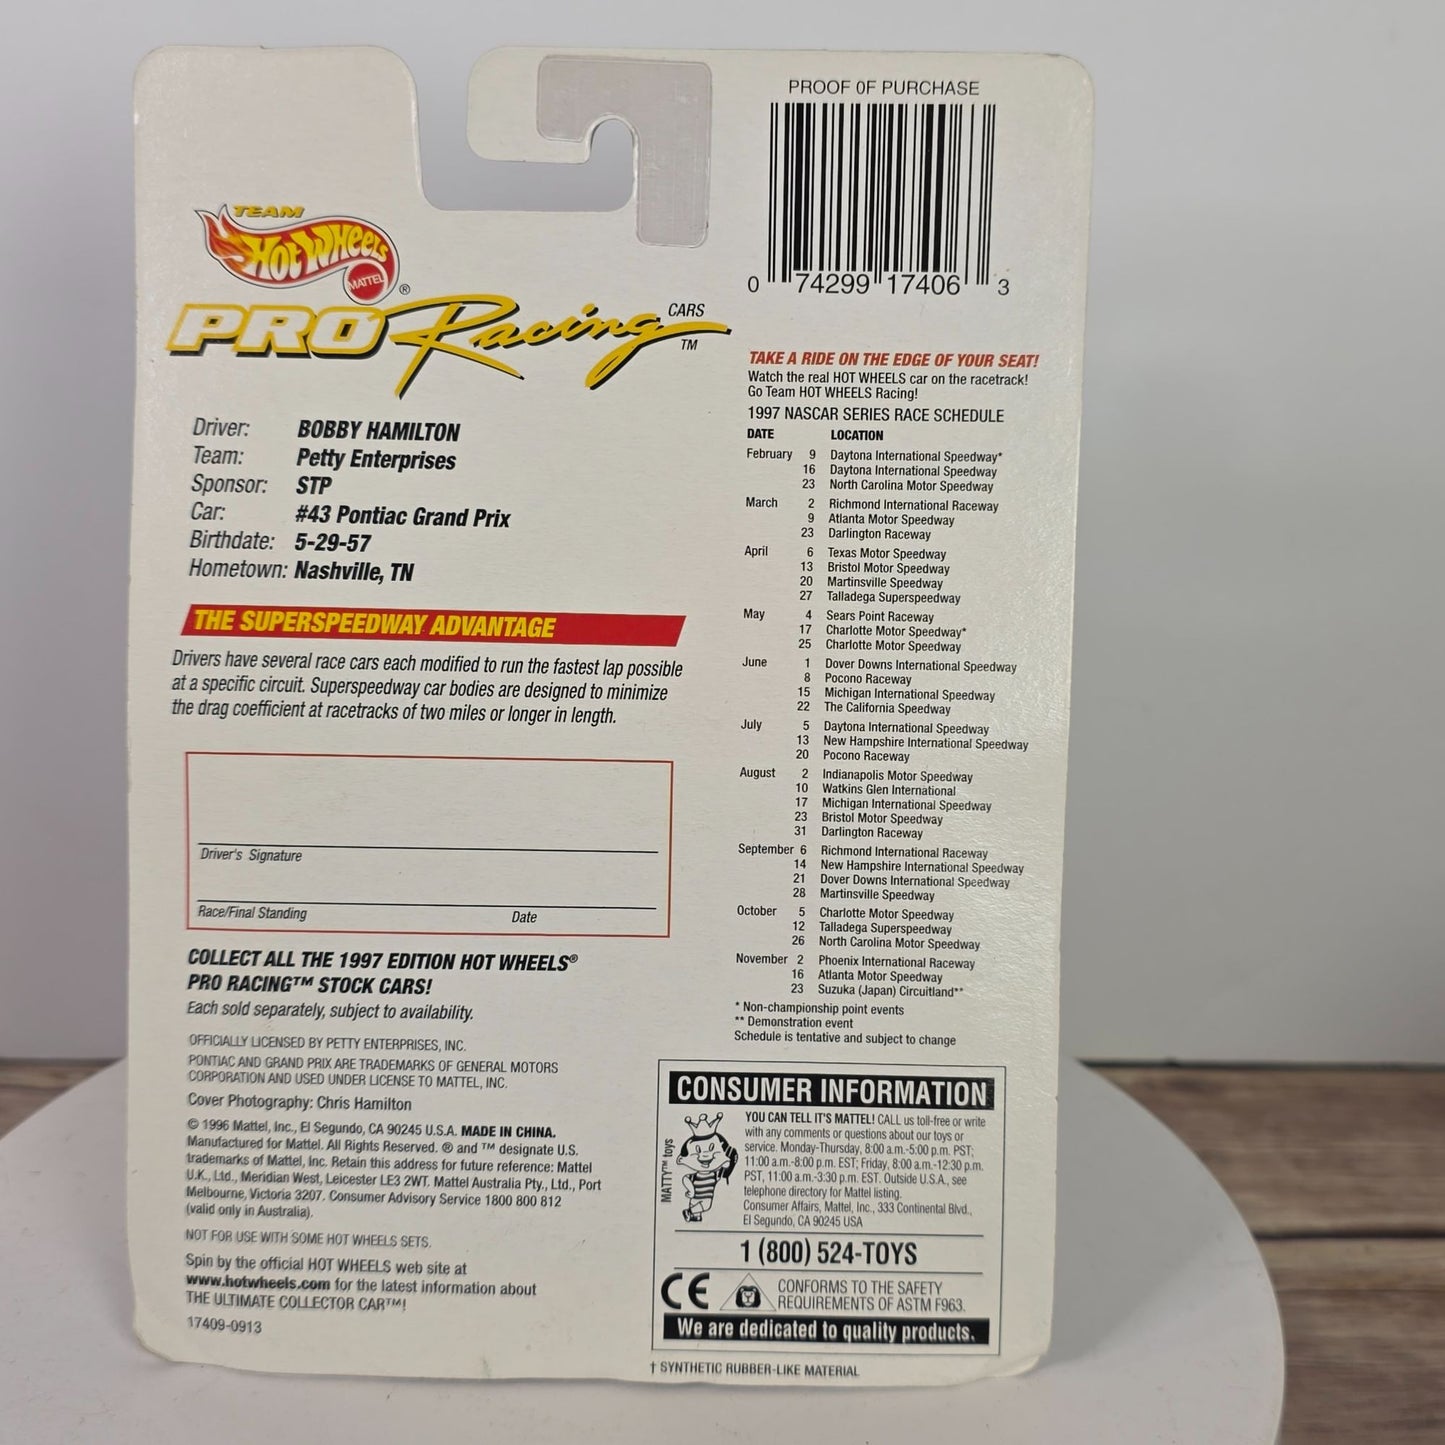 PROOF OF PURCHASE
0 74299 17406 3
TEAM
HOT WHEELS
MATTEL
®
PRO Racing CARS
TM
Driver: BOBBY HAMILTON
Team: Petty Enterprises
Sponsor: STP
Car: #43 Pontiac Grand Prix
Birthdate: 5-29-57
Hometown: Nashville, TN
THE SUPERSPEEDWAY ADVANTAGE
Drivers have several race cars each modified to run the fastest lap possible
at a specific circuit. Superspeedway car bodies are designed to minimize
the drag coefficient at racetracks of two miles or longer in length.
Driver's Signature
Race/Final Standing Date
COLLECT ALL THE 1997 EDITION HOT WHEELS®
PRO RACING™ STOCK CARS!
Each sold separately, subject to availability.
OFFICIALLY LICENSED BY PETTY ENTERPRISES, INC.
PONTIAC AND GRAND PRIX ARE TRADEMARKS OF GENERAL MOTORS
CORPORATION AND USED UNDER LICENSE TO MATTEL, INC.
Cover Photography: Chris Hamilton
© 1996 Mattel, Inc., El Segundo, CA 90245 U.S.A. MADE IN CHINA.
Manufactured for Mattel. All Rights Reserved. ® and ™ designate U.S.
trademarks of Mattel, Inc. Retain this address for future reference: Mattel
U.K., Ltd., Meridian West, Leicester LE3 2WT. Mattel Australia Pty., Ltd., Port
Melbourne, Victoria 3207. Consumer Advisory Service 1800 800 812
(valid only in Australia).
NOT FOR USE WITH SOME HOT WHEELS SETS.
Spin by the official HOT WHEELS web site at
www.hotwheels.com for the latest information about
THE ULTIMATE COLLECTOR CAR™!
17409-0913
TAKE A RIDE ON THE EDGE OF YOUR SEAT!
Watch the real HOT WHEELS car on the racetrack!
Go Team HOT WHEELS Racing!
1997 NASCAR SERIES RACE SCHEDULE
DATE LOCATION
February 9 Daytona International Speedway*
16 Daytona International Speedway
23 North Carolina Motor Speedway
March 2 Richmond International Raceway
9 Atlanta Motor Speedway
23 Darlington Raceway
April 6 Texas Motor Speedway
13 Bristol Motor Speedway
20 Martinsville Speedway
27 Talladega Superspeedway
May 4 Sears Point Raceway
17 Charlotte Motor Speedway*
25 Charlotte Motor Speedway
June 1 Dover Downs International Speedway
8 Pocono Raceway
15 Michigan International Speedway
22 The California Speedway
July 5 Daytona International Speedway
13 New Hampshire International Speedway
20 Pocono Raceway
August 2 Indianapolis Motor Speedway
10 Watkins Glen International
17 Michigan International Speedway
23 Bristol Motor Speedway
31 Darlington Raceway
September 6 Richmond International Raceway
14 New Hampshire International Speedway
21 Dover Downs International Speedway
28 Martinsville Speedway
October 5 Charlotte Motor Speedway
12 Talladega Superspeedway
26 North Carolina Motor Speedway
November 2 Phoenix International Raceway
16 Atlanta Motor Speedway
23 Suzuka (Japan) Circuitland**
* Non-championship point events
** Demonstration event
Schedule is tentative and subject to change
CONSUMER INFORMATION
MATTY™ toys
YOU CAN TELL IT'S MATTEL! CALL us toll-free or write
with any comments or questions about our toys or
service. Monday-Thursday, 8:00 a.m.-5:00 p.m. PST;
11:00 a.m.-8:00 p.m. EST; Friday, 8:00 a.m.-12:30 p.m.
PST, 11:00 a.m.-3:30 p.m. EST. Outside U.S.A., see
telephone directory for Mattel listing.
Consumer Affairs, Mattel, Inc., 333 Continental Blvd.,
El Segundo, CA 90245 USA
1 (800) 524-TOYS
CE
CONFORMS TO THE SAFETY
REQUIREMENTS OF ASTM F963.
We are dedicated to quality products.
† SYNTHETIC RUBBER-LIKE MATERIAL